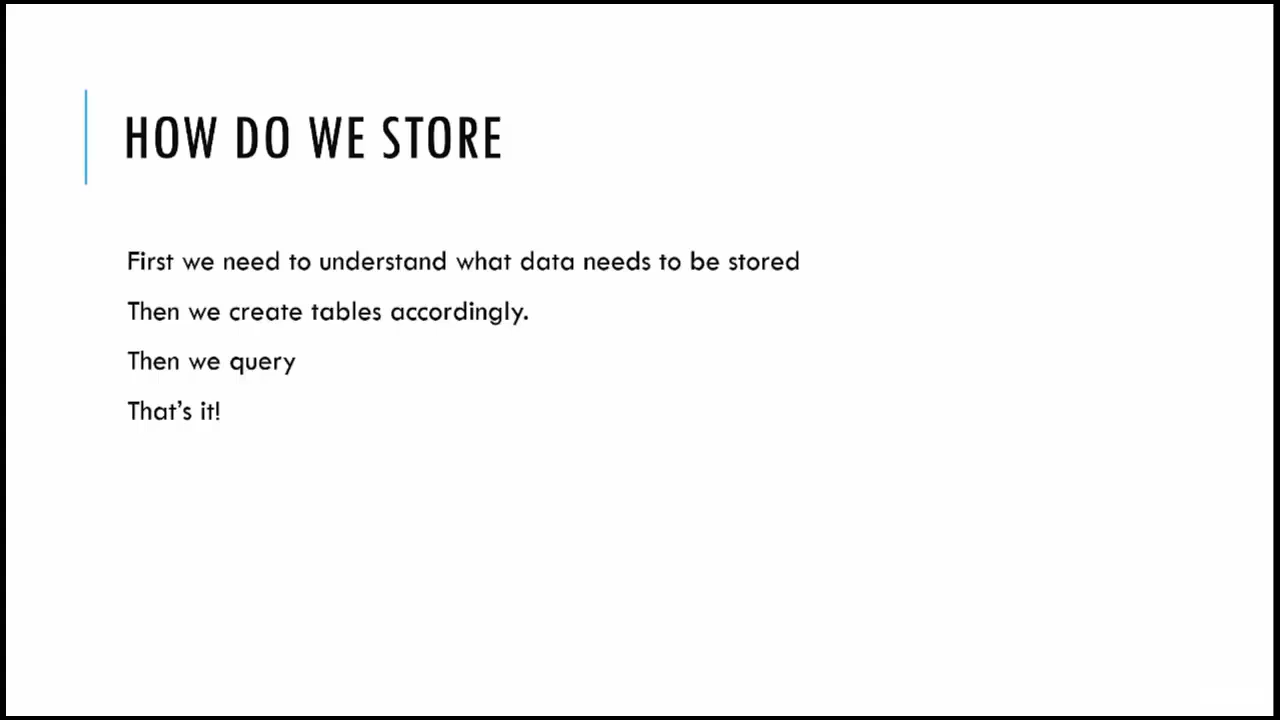 HOW DO WE STORE
First we need to understand what data needs to be stored
Then we create tables accordingly.
Then we query
That’s it!